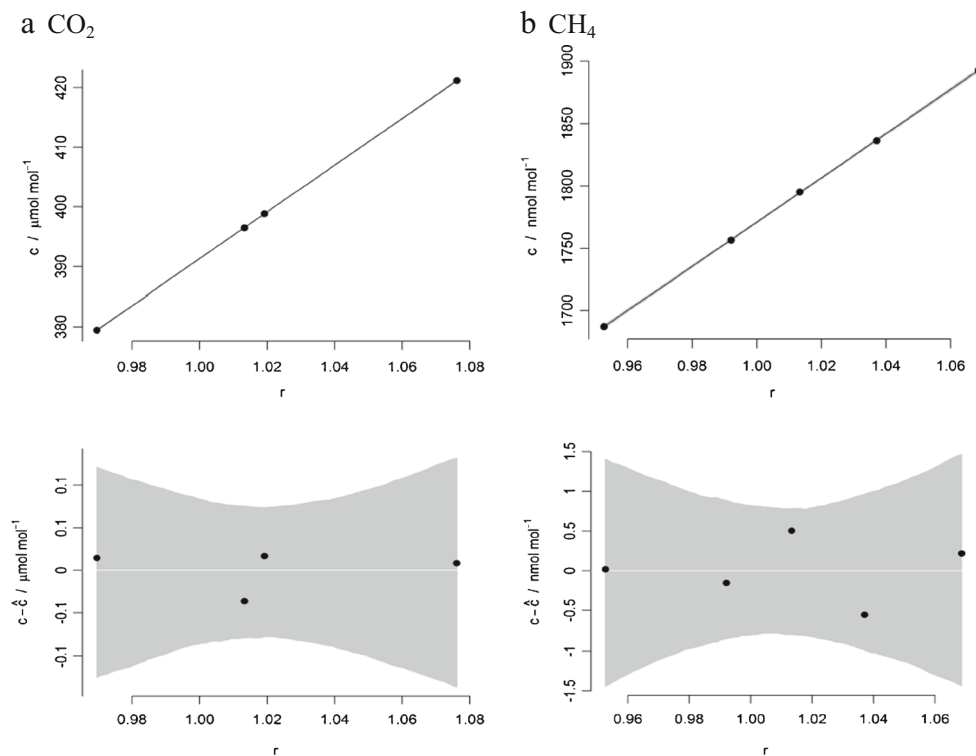 a CO₂
420
410
400
390
380
c / μmol mol⁻¹
0.98 1.00 1.02 1.04 1.06 1.08
r
b CH₄
1900
1850
1800
1750
1700
c / nmol mol⁻¹
0.96 0.98 1.00 1.02 1.04 1.06
r
0.1
0.1
0
-0.1
-0.1
c−ĉ / μmol mol⁻¹
0.98 1.00 1.02 1.04 1.06 1.08
r
1.5
1
0.5
0
-0.5
-1
-1.5
c−ĉ / nmol mol⁻¹
0.96 0.98 1.00 1.02 1.04 1.06
r